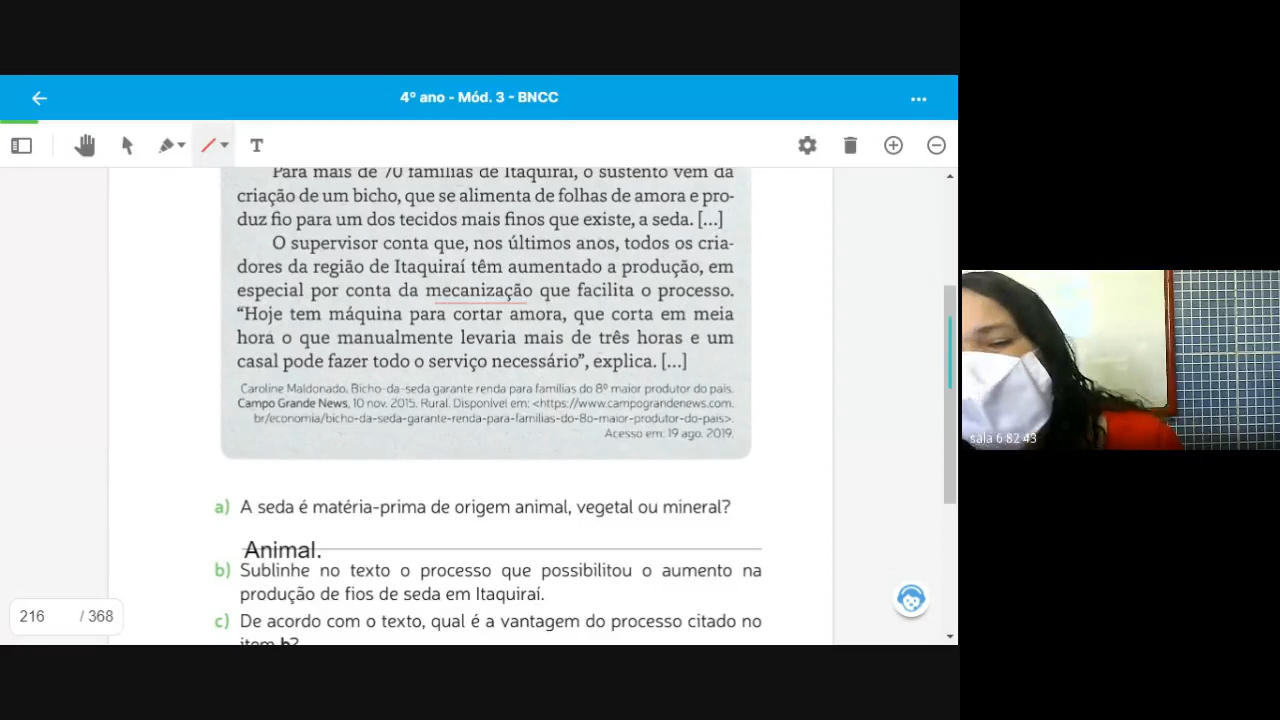 4º ano - Mód. 3 - BNCC
T
Para mais de 70 famílias de Itaquiraí, o sustento vem da
criação de um bicho, que se alimenta de folhas de amora e pro-
duz fio para um dos tecidos mais finos que existe, a seda. [...]
O supervisor conta que, nos últimos anos, todos os cria-
dores da região de Itaquiraí têm aumentado a produção, em
especial por conta da mecanização que facilita o processo.
“Hoje tem máquina para cortar amora, que corta em meia
hora o que manualmente levaria mais de três horas e um
casal pode fazer todo o serviço necessário”, explica. [...]
Caroline Maldonado. Bicho-da-seda garante renda para famílias do 8º maior produtor do país.
Campo Grande News, 10 nov. 2015. Rural. Disponível em: <https://www.campograndenews.com.
br/economia/bicho-da-seda-garante-renda-para-familias-do-8o-maior-produtor-do-pais>.
Acesso em: 19 ago. 2019.
a) A seda é matéria-prima de origem animal, vegetal ou mineral?
Animal.
b) Sublinhe no texto o processo que possibilitou o aumento na
produção de fios de seda em Itaquiraí.
c) De acordo com o texto, qual é a vantagem do processo citado no
item b?
216 / 368
sala 6 82 43